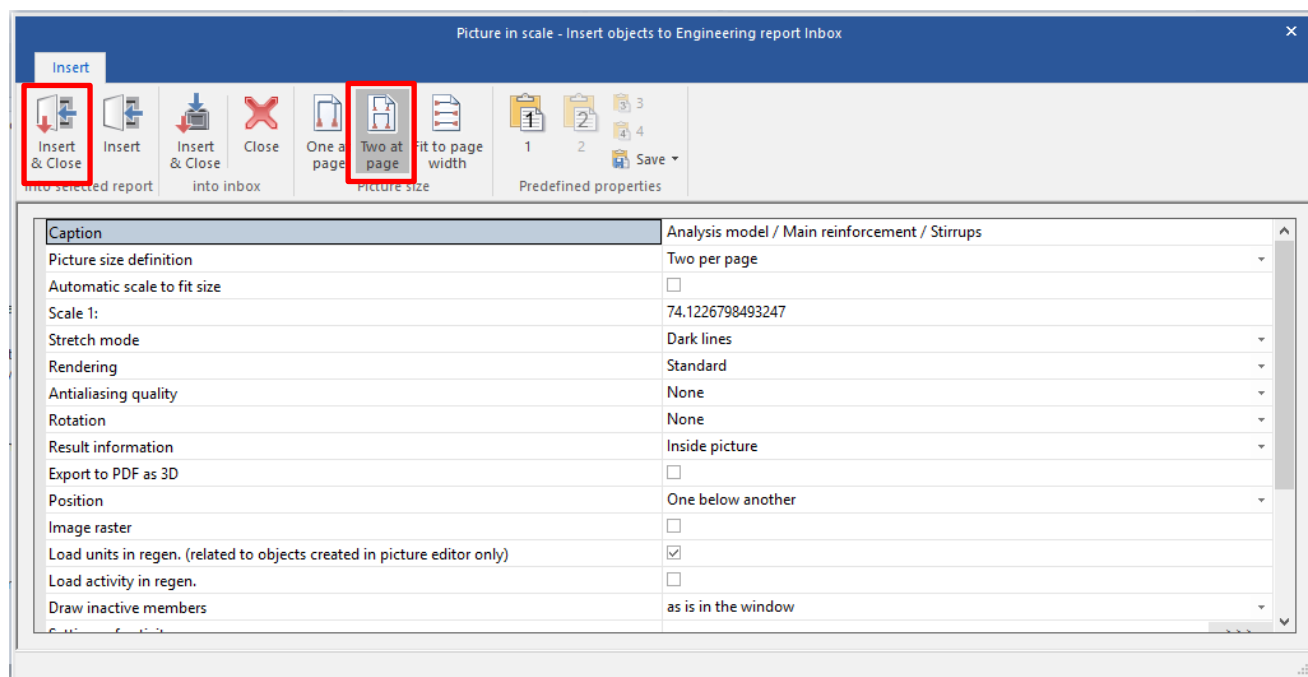 Picture in scale - Insert objects to Engineering report Inbox
Insert
Insert & Close
Insert
Insert & Close
Close
One a page
Two at page
Fit to page width
1
2
3
4
Save
into selected report
into inbox
Picture size
Predefined properties
Caption Analysis model / Main reinforcement / Stirrups
Picture size definition Two per page
Automatic scale to fit size
Scale 1: 74.1226798493247
Stretch mode Dark lines
Rendering Standard
Antialiasing quality None
Rotation None
Result information Inside picture
Export to PDF as 3D
Position One below another
Image raster
Load units in regen. (related to objects created in picture editor only)
Load activity in regen.
Draw inactive members as is in the window
>>>